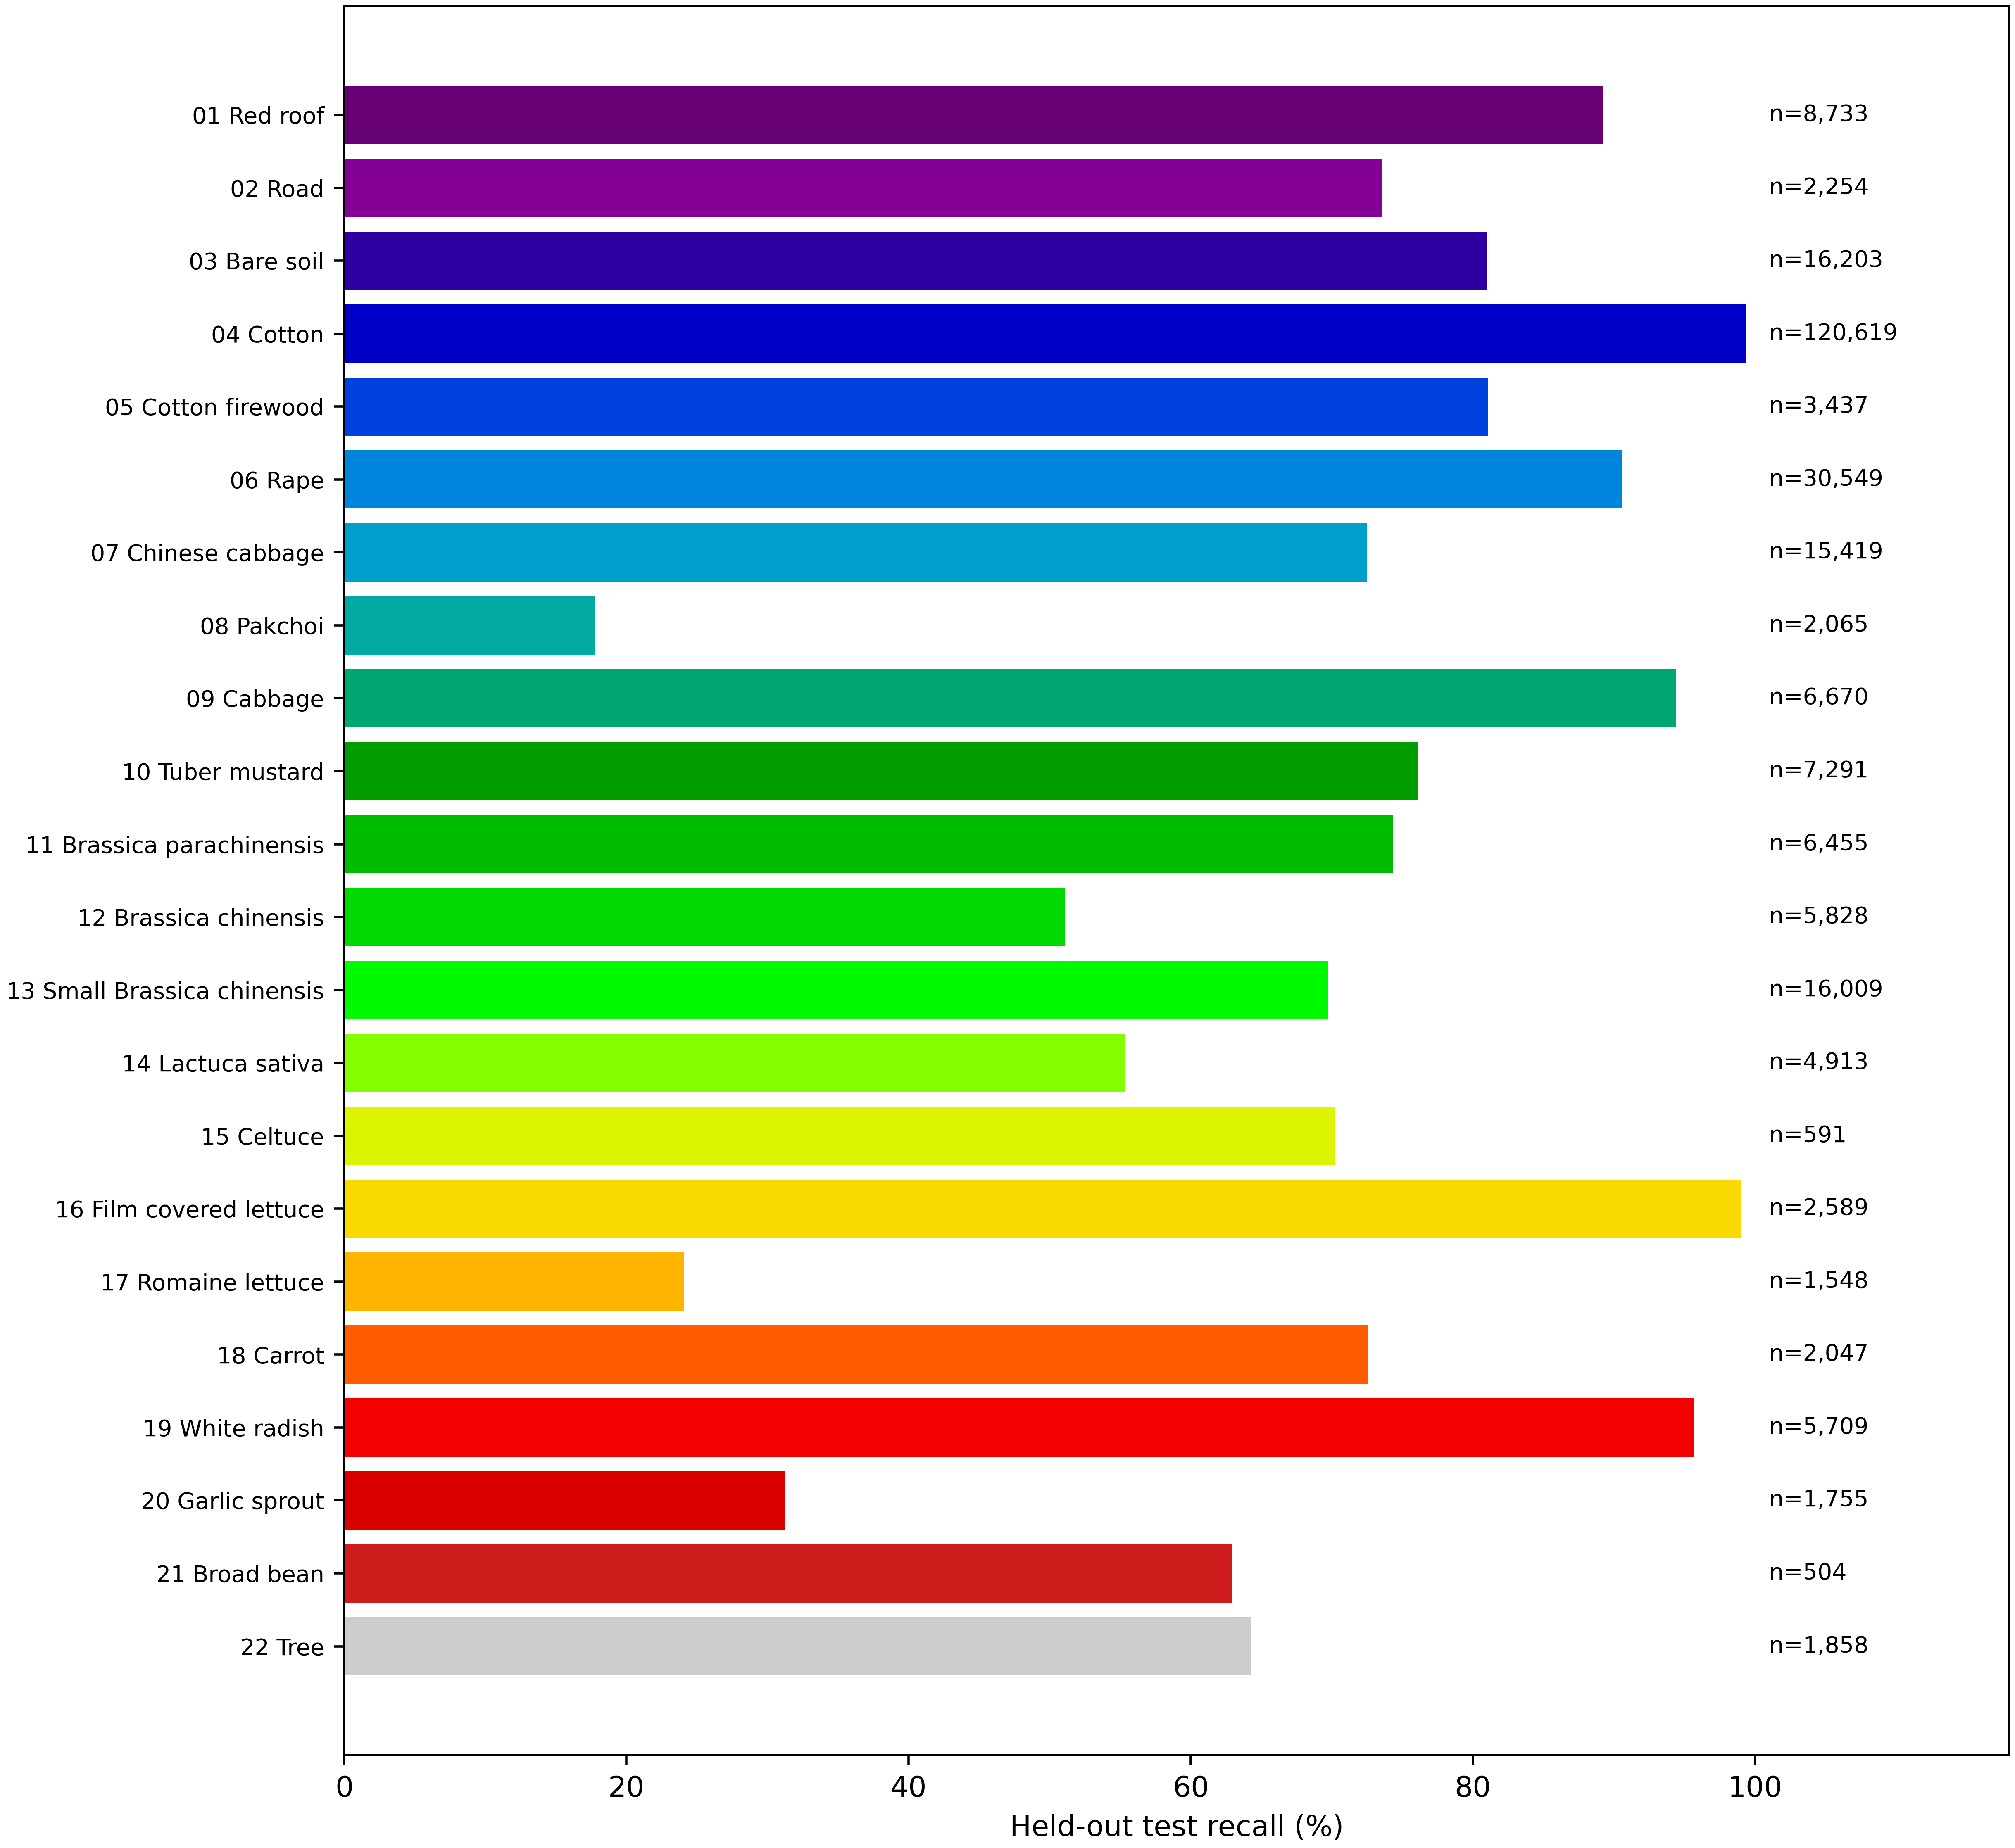 01 Red roof n=8,733
02 Road n=2,254
03 Bare soil n=16,203
04 Cotton n=120,619
05 Cotton firewood n=3,437
06 Rape n=30,549
07 Chinese cabbage n=15,419
08 Pakchoi n=2,065
09 Cabbage n=6,670
10 Tuber mustard n=7,291
11 Brassica parachinensis n=6,455
12 Brassica chinensis n=5,828
13 Small Brassica chinensis n=16,009
14 Lactuca sativa n=4,913
15 Celtuce n=591
16 Film covered lettuce n=2,589
17 Romaine lettuce n=1,548
18 Carrot n=2,047
19 White radish n=5,709
20 Garlic sprout n=1,755
21 Broad bean n=504
22 Tree n=1,858
0 20 40 60 80 100
Held-out test recall (%)